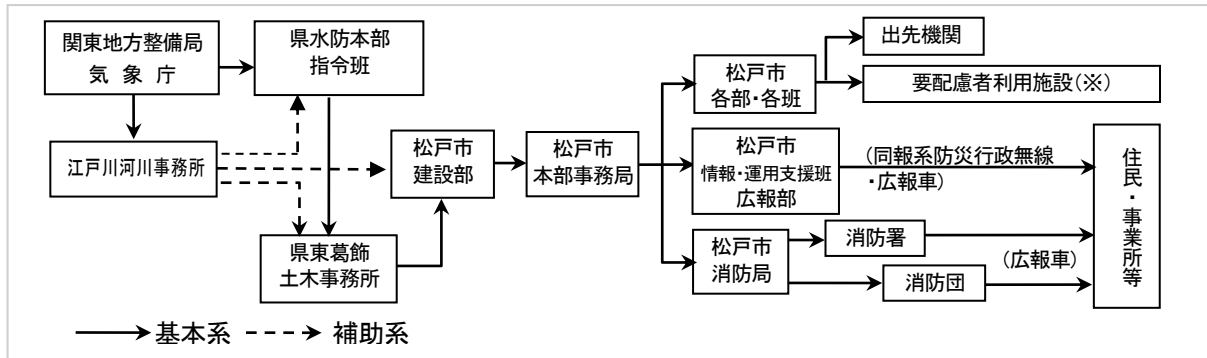 関東地方整備局
気 象 庁
県水防本部
指令班
江戸川河川事務所
県東葛飾
土木事務所
松戸市
建設部
松戸市
本部事務局
松戸市
各部・各班
出先機関
要配慮者利用施設(※)
松戸市
情報・運用支援班
広報部
(同報系防災行政無線
・広報車)
松戸市
消防局
消防署
消防団
(広報車)
住民・事業所等
基本系
補助系